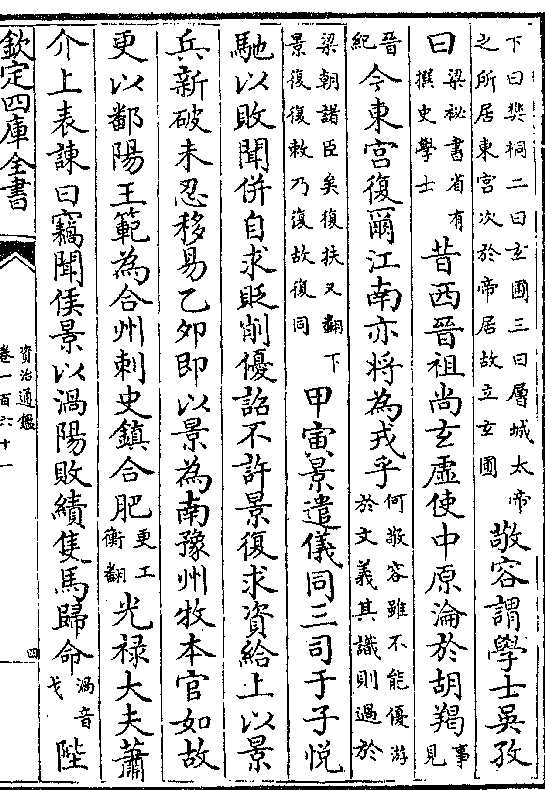 下曰樊桐二曰玄圃三曰層城太帝之所居東宫次於帝居故立玄圃敬容謂學士吳孜
曰梁祕書省有撰史學士昔西晉祖尚玄虛使中原淪於胡羯事見
晉紀今東宫復爾江南亦將為戎乎何敬容雖不能優游於文義其識則過於
梁朝諸臣矣復扶又翻下景復復敕乃復故復同甲寅景遣儀同三司于子悦
馳以敗聞併自求貶削優詔不許景復求資給上以景
兵新破未忍移易乙夘即以景為南豫州牧本官如故
更以鄱陽王範為合州刺史鎮合肥更工衡翻光禄大夫蕭
介上表諫曰竊聞侯景以渦陽敗績隻馬歸命渦音戈陛
欽定四庫全書
資治通鑑
卷一百六十一
四